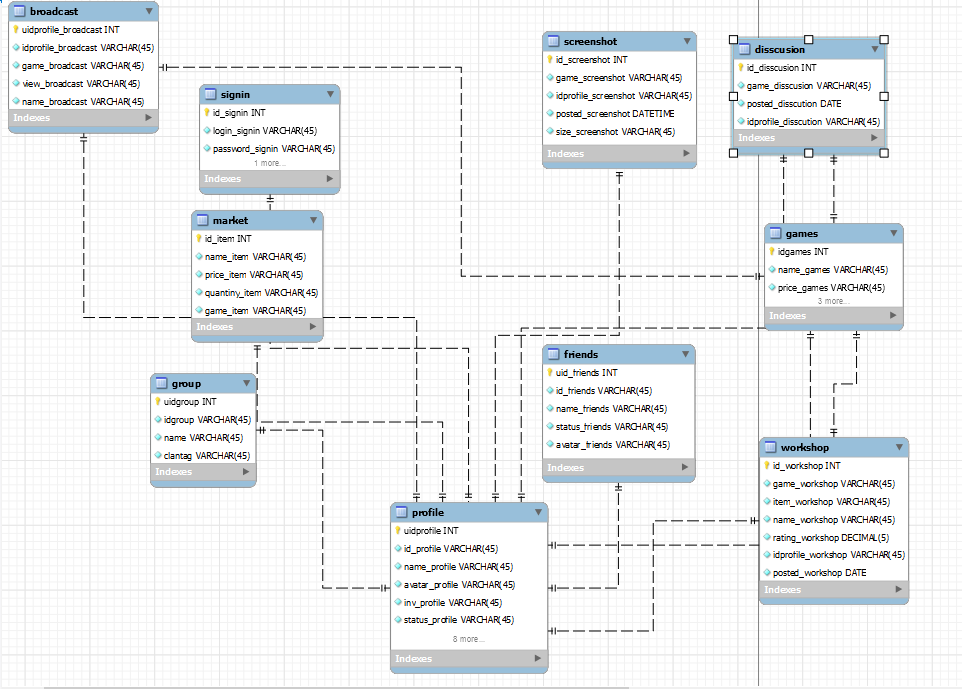 broadcast
uidprofile_broadcast INT
idprofile_broadcast VARCHAR(45)
game_broadcast VARCHAR(45)
view_broadcast VARCHAR(45)
name_broadcast VARCHAR(45)
Indexes
signin
id_signin INT
login_signin VARCHAR(45)
password_signin VARCHAR(45)
1 more...
Indexes
market
id_item INT
name_item VARCHAR(45)
price_item VARCHAR(45)
quantiny_item VARCHAR(45)
game_item VARCHAR(45)
Indexes
group
uidgroup INT
idgroup VARCHAR(45)
name VARCHAR(45)
clantag VARCHAR(45)
Indexes
screenshot
id_screenshot INT
game_screenshot VARCHAR(45)
idprofile_screenshot VARCHAR(45)
posted_screenshot DATETIME
size_screenshot VARCHAR(45)
Indexes
disscusion
id_disscusion INT
game_disscusion VARCHAR(45)
posted_disscution DATE
idprofile_disscution VARCHAR(45)
Indexes
games
idgames INT
name_games VARCHAR(45)
price_games VARCHAR(45)
3 more...
Indexes
friends
uid_friends INT
id_friends VARCHAR(45)
name_friends VARCHAR(45)
status_friends VARCHAR(45)
avatar_friends VARCHAR(45)
Indexes
profile
uidprofile INT
id_profile VARCHAR(45)
name_profile VARCHAR(45)
avatar_profile VARCHAR(45)
inv_profile VARCHAR(45)
status_profile VARCHAR(45)
8 more...
Indexes
workshop
id_workshop INT
game_workshop VARCHAR(45)
item_workshop VARCHAR(45)
name_workshop VARCHAR(45)
rating_workshop DECIMAL(5)
idprofile_workshop VARCHAR(45)
posted_workshop DATE
Indexes